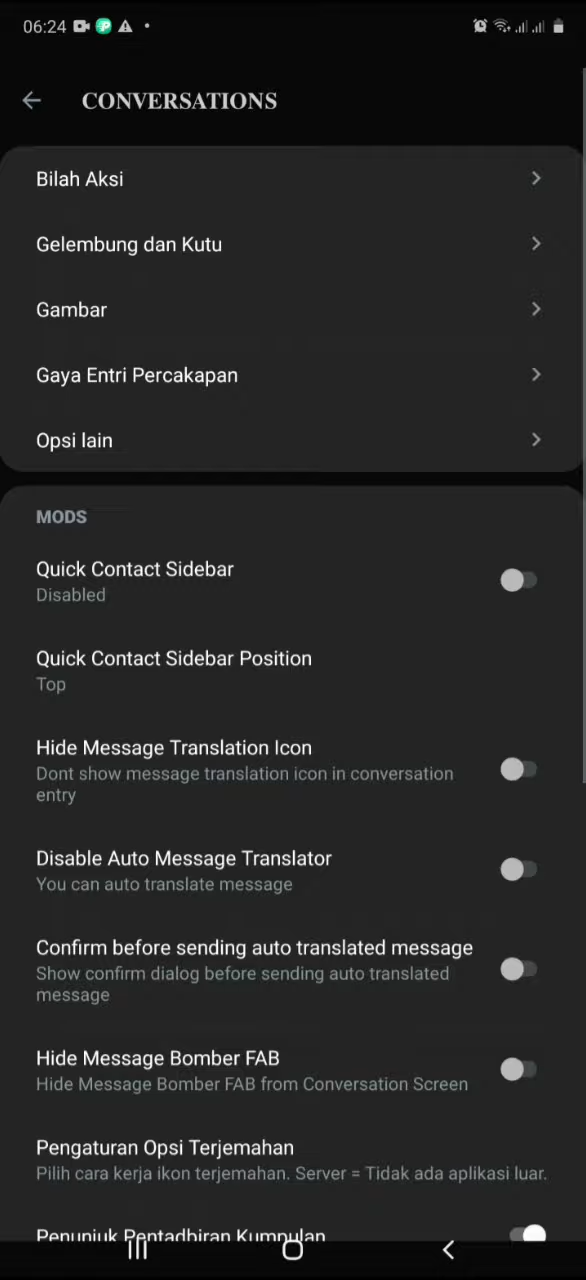 06:24
CONVERSATIONS
Bilah Aksi
Gelembung dan Kutu
Gambar
Gaya Entri Percakapan
Opsi lain
MODS
Quick Contact Sidebar
Disabled
Quick Contact Sidebar Position
Top
Hide Message Translation Icon
Dont show message translation icon in conversation
entry
Disable Auto Message Translator
You can auto translate message
Confirm before sending auto translated message
Show confirm dialog before sending auto translated
message
Hide Message Bomber FAB
Hide Message Bomber FAB from Conversation Screen
Pengaturan Opsi Terjemahan
Pilih cara kerja ikon terjemahan. Server = Tidak ada aplikasi luar.
Penunjuk Pentadbiran Kumpulan